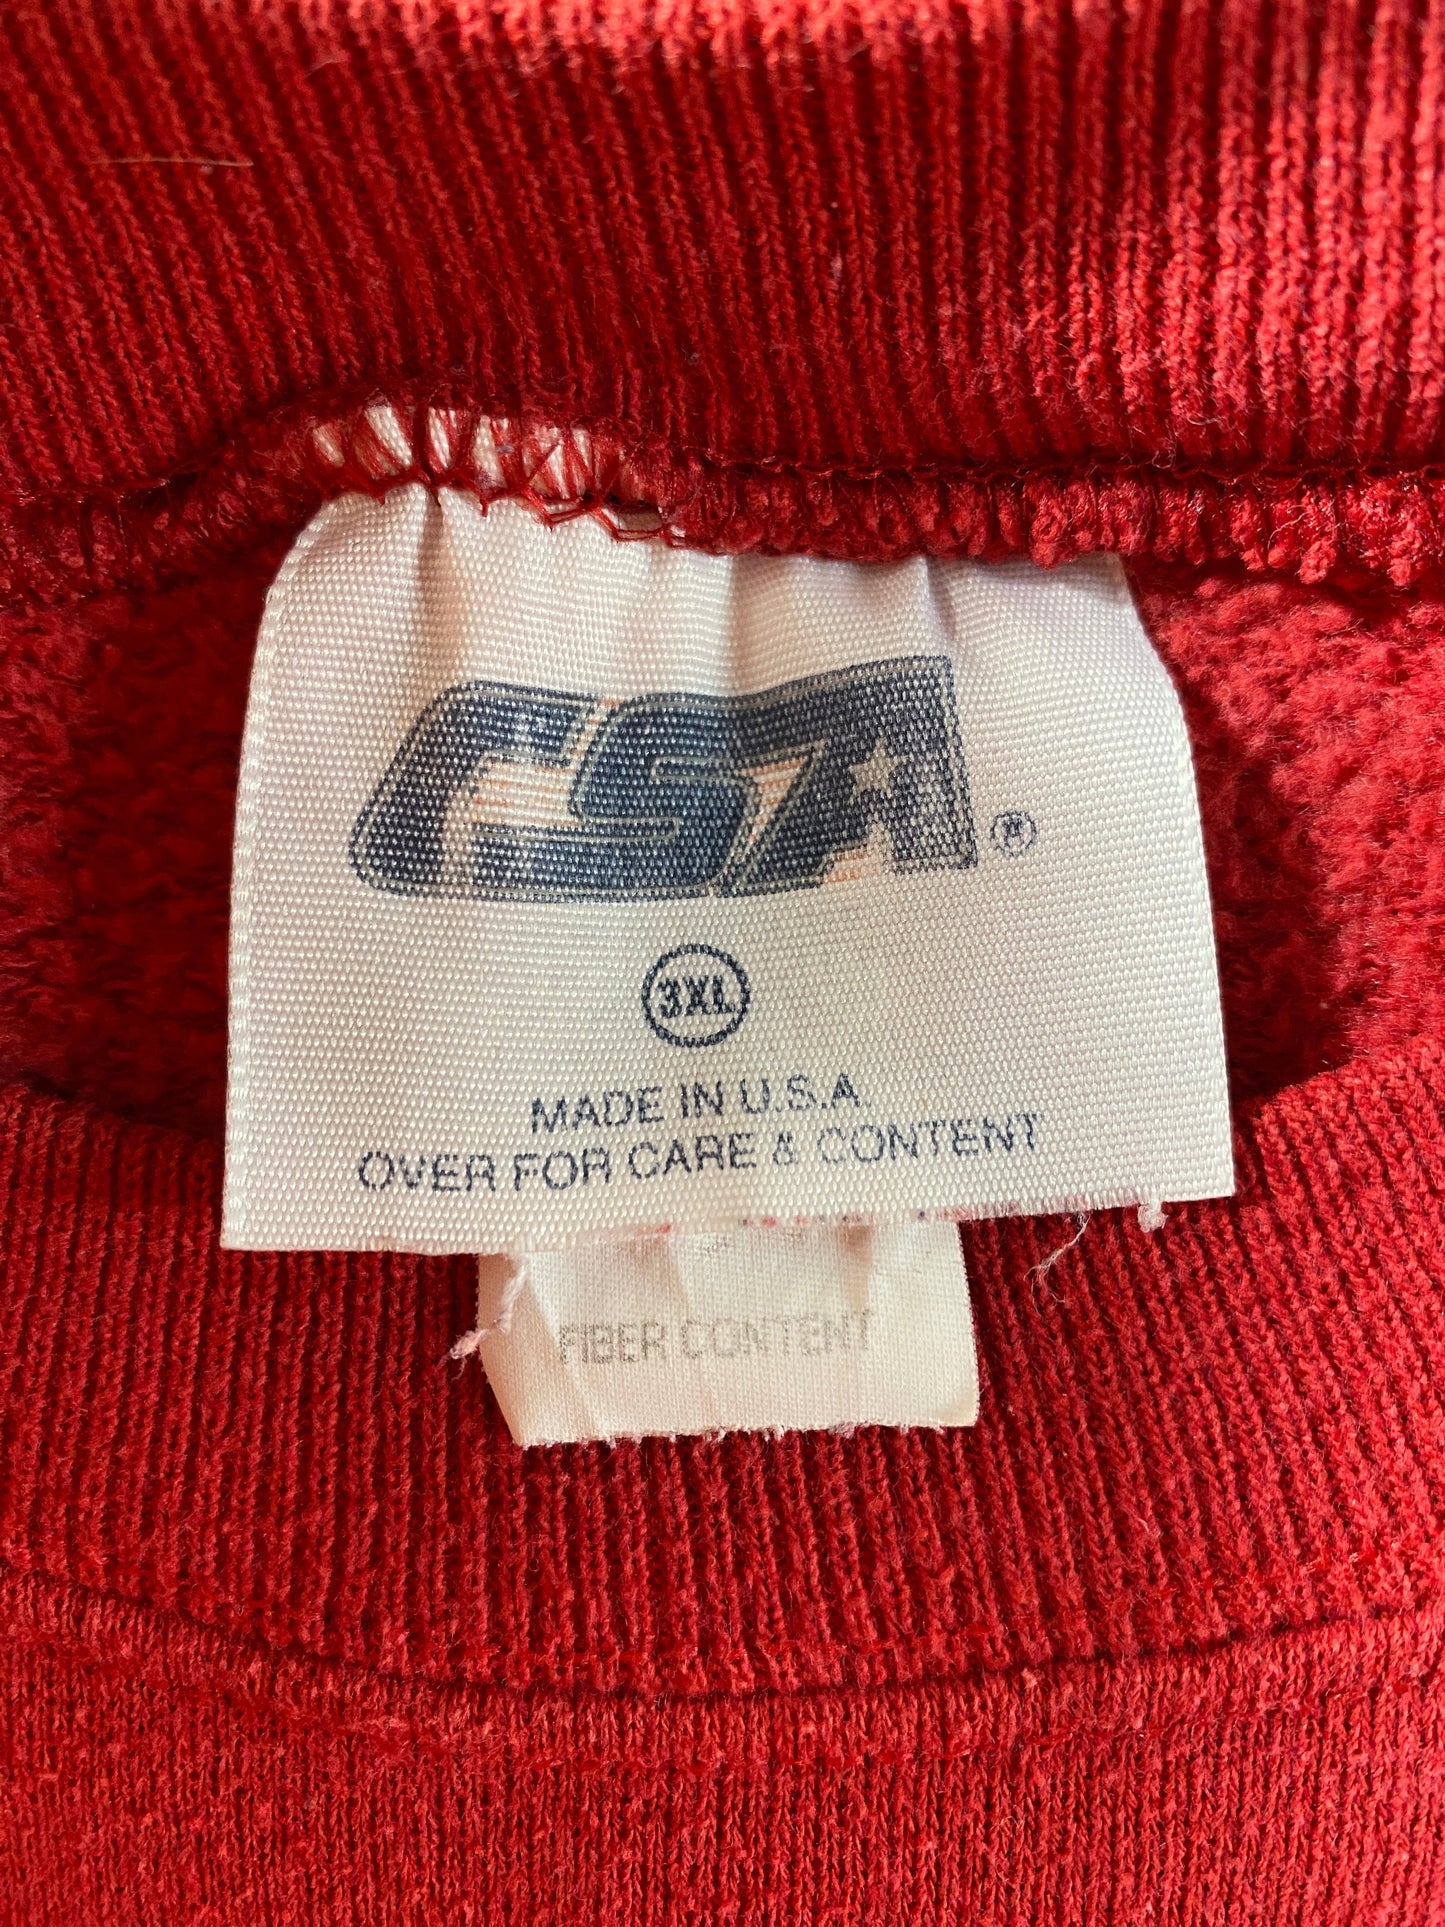 CSA ®
3XL
MADE IN U.S.A.
OVER FOR CARE & CONTENT
FIBER CONTENT